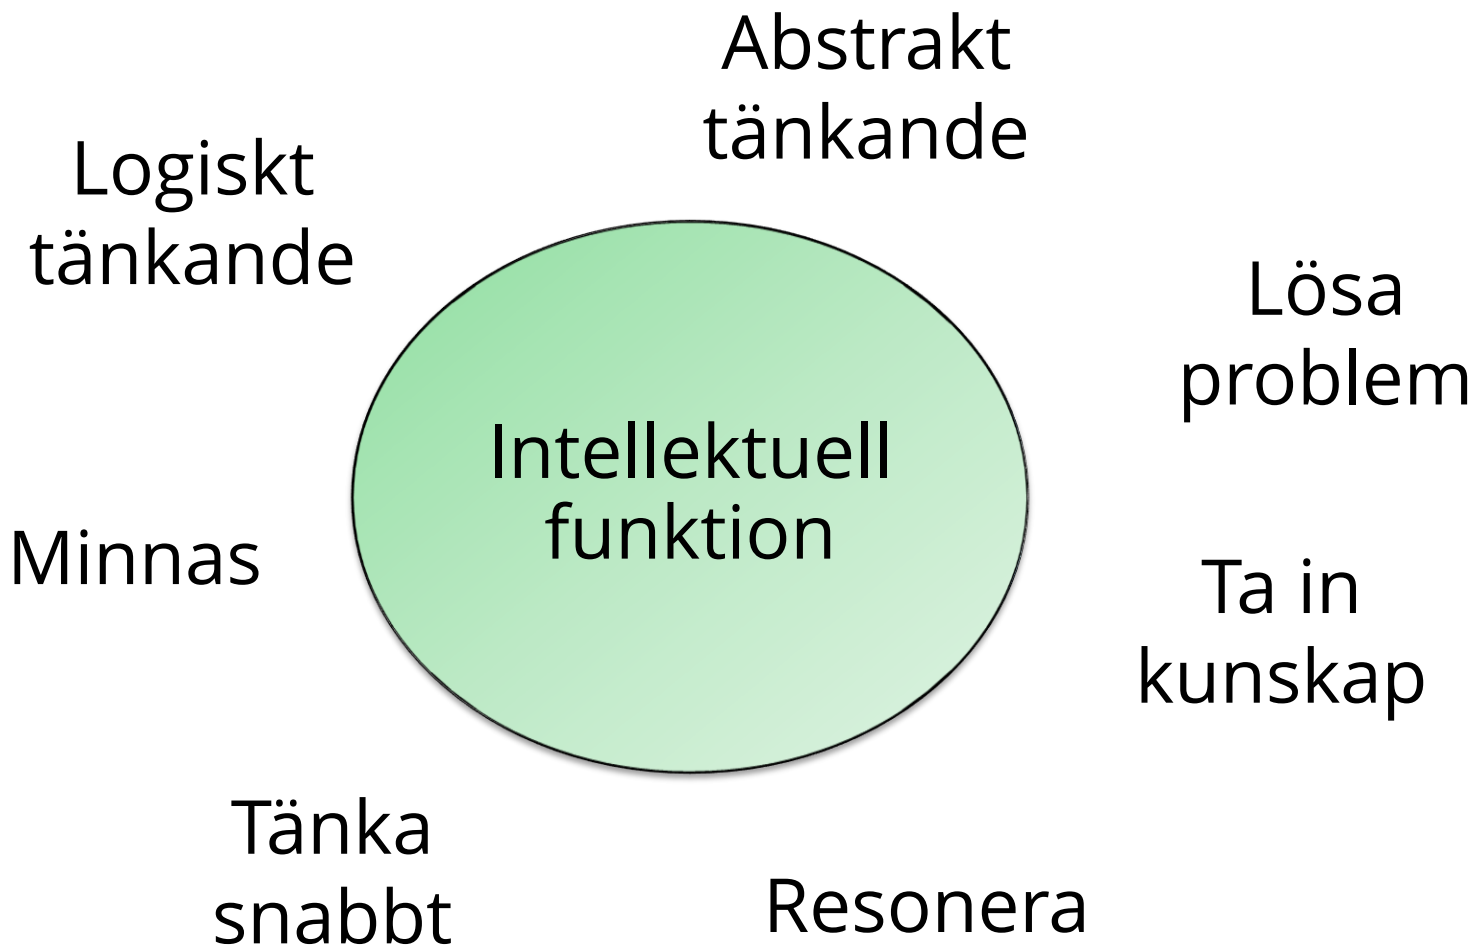 Abstrakt
tänkande
Logiskt
tänkande
Lösa
problem
Intellektuell
funktion
Minnas
Ta in
kunskap
Tänka
snabbt
Resonera